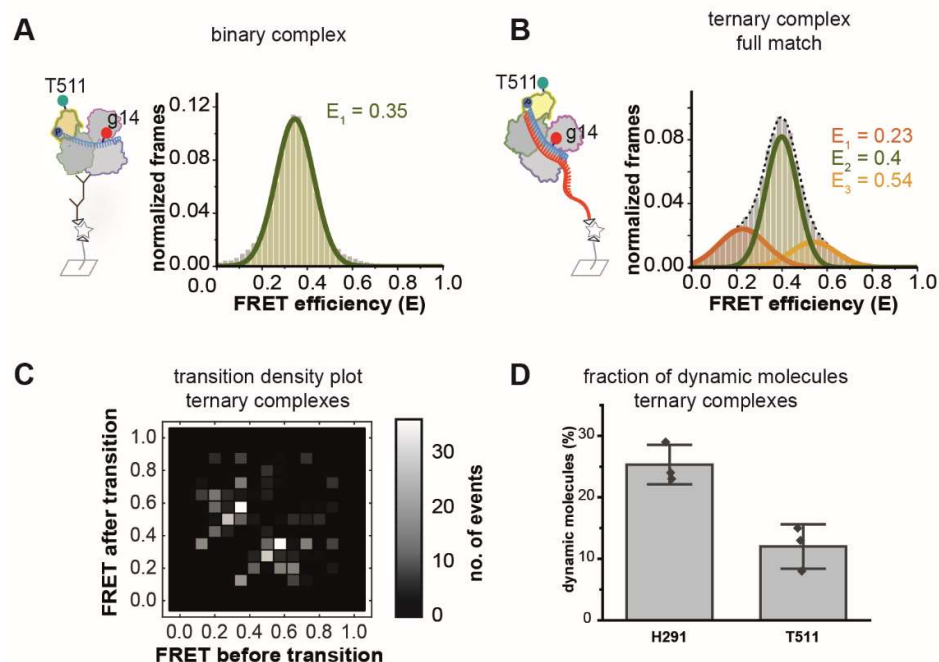 A
binary complex
T511
g14
E1 = 0.35
normalized frames
0.12
0.08
0.04
0.00
0.0 0.2 0.4 0.6 0.8 1.0
FRET efficiency (E)
B
ternary complex
full match
T511
g14
E1 = 0.23
E2 = 0.4
E3 = 0.54
normalized frames
0.08
0.04
0.00
0.0 0.2 0.4 0.6 0.8 1.0
FRET efficiency (E)
C
transition density plot
ternary complexes
FRET after transition
1.0
0.8
0.6
0.4
0.2
0.0
0.0 0.2 0.4 0.6 0.8 1.0
FRET before transition
30
20
10
0
no. of events
D
fraction of dynamic molecules
ternary complexes
dynamic molecules (%)
30
20
10
0
H291 T511